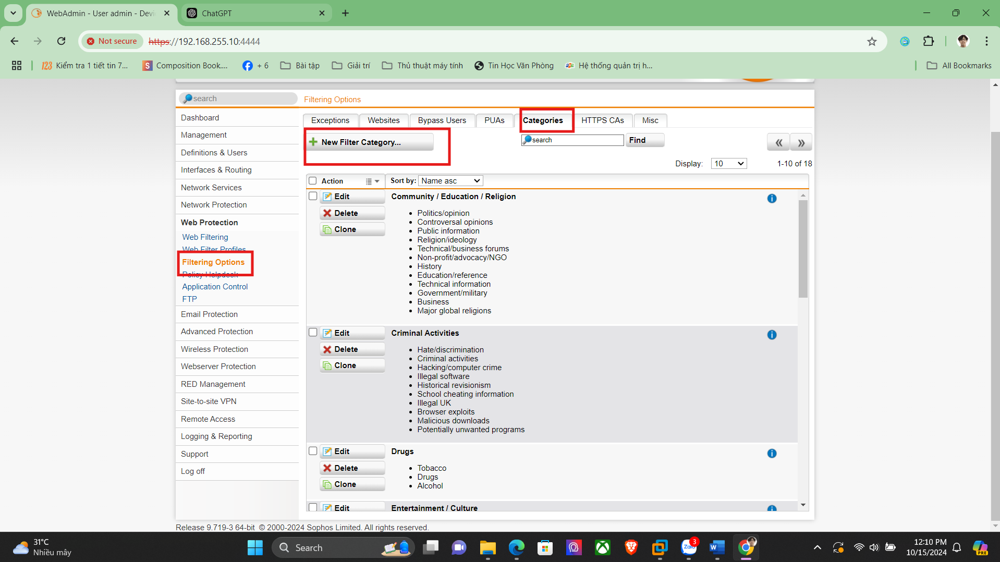 WebAdmin - User admin - Devi
ChatGPT
Not secure
https://192.168.255.10:4444
123 Kiểm tra 1 tiết tin 7...
S Composition Book....
+ 6
Bài tập
Giải trí
Thủ thuật máy tính
Tin Học Văn Phòng
Hệ thống quản trị h...
All Bookmarks
search
Filtering Options
Dashboard
Management
Definitions & Users
Interfaces & Routing
Network Services
Network Protection
Web Protection
Web Filtering
Web Filter Profiles
Filtering Options
Policy Helpdesk
Application Control
FTP
Email Protection
Advanced Protection
Wireless Protection
Webserver Protection
RED Management
Site-to-site VPN
Remote Access
Logging & Reporting
Support
Log off
Exceptions
Websites
Bypass Users
PUAs
Categories
HTTPS CAs
Misc
New Filter Category...
search
Find
Display:
10
1-10 of 18
Action
Sort by:
Name asc
Edit
Delete
Clone
Community / Education / Religion
Politics/opinion
Controversal opinions
Public information
Religion/ideology
Technical/business forums
Non-profit/advocacy/NGO
History
Education/reference
Technical information
Government/military
Business
Major global religions
Edit
Delete
Clone
Criminal Activities
Hate/discrimination
Criminal activities
Hacking/computer crime
Illegal software
Historical revisionism
School cheating information
Illegal UK
Browser exploits
Malicious downloads
Potentially unwanted programs
Edit
Delete
Clone
Drugs
Tobacco
Drugs
Alcohol
Edit
Entertainment / Culture
Release 9.719-3 64-bit © 2000-2024 Sophos Limited. All rights reserved.
31°C
Nhiều mây
Search
Zalo
3
W
PRE
12:10 PM
10/15/2024